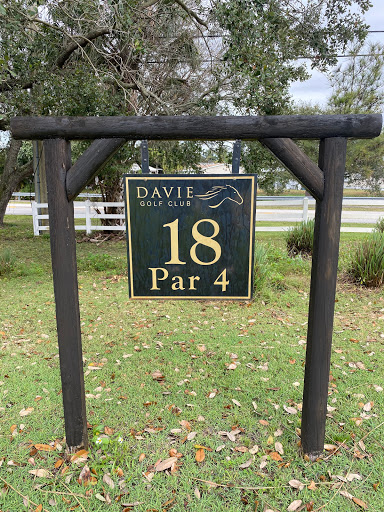 DAVIE
GOLF CLUB
18
Par 4